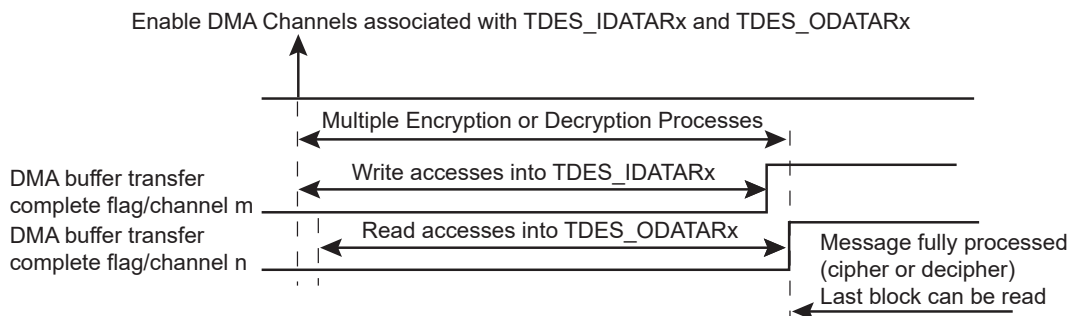 Enable DMA Channels associated with TDES_IDATARx and TDES_ODATARx
Multiple Encryption or Decryption Processes
Write accesses into TDES_IDATARx
DMA buffer transfer
complete flag/channel m
Read accesses into TDES_ODATARx
DMA buffer transfer
complete flag/channel n
Message fully processed
(cipher or decipher)
Last block can be read